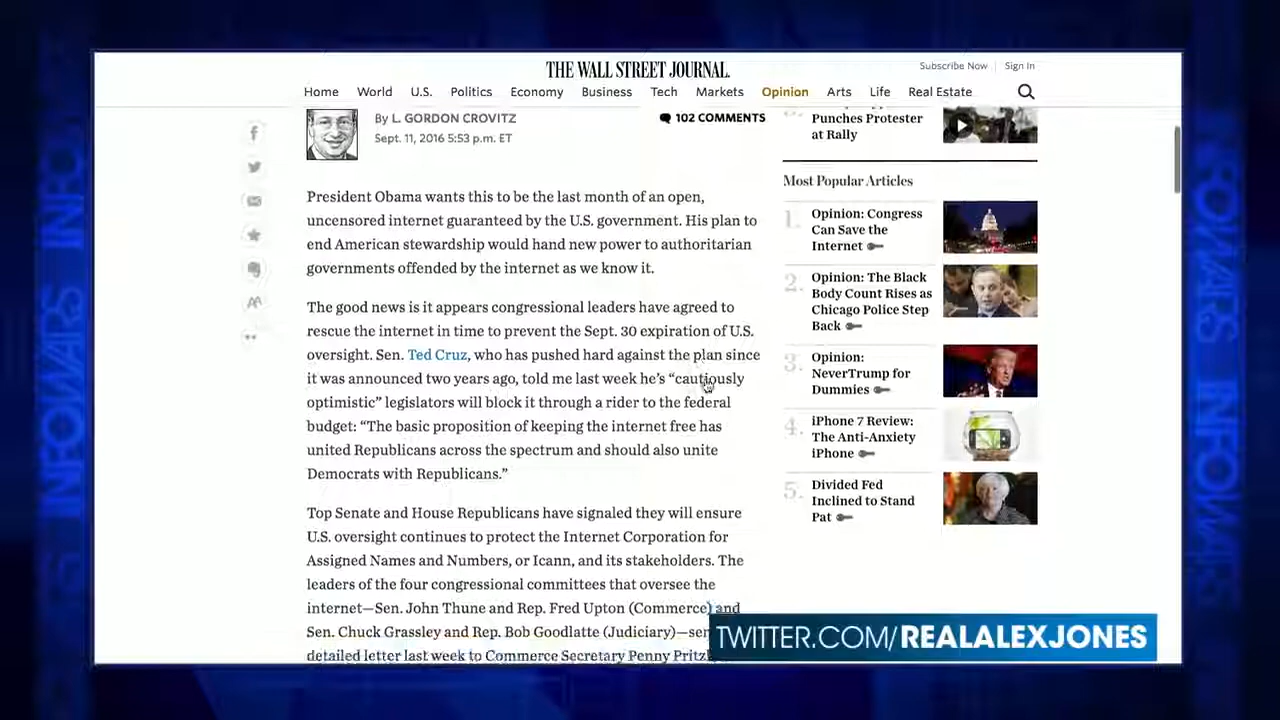 THE WALL STREET JOURNAL.
Subscribe Now | Sign In
Home World U.S. Politics Economy Business Tech Markets Opinion Arts Life Real Estate
By L. GORDON CROVITZ
Sept. 11, 2016 5:53 p.m. ET
102 COMMENTS
President Obama wants this to be the last month of an open,
uncensored internet guaranteed by the U.S. government. His plan to
end American stewardship would hand new power to authoritarian
governments offended by the internet as we know it.
The good news is it appears congressional leaders have agreed to
rescue the internet in time to prevent the Sept. 30 expiration of U.S.
oversight. Sen. Ted Cruz, who has pushed hard against the plan since
it was announced two years ago, told me last week he's “cautiously
optimistic” legislators will block it through a rider to the federal
budget: “The basic proposition of keeping the internet free has
united Republicans across the spectrum and should also unite
Democrats with Republicans.”
Top Senate and House Republicans have signaled they will ensure
U.S. oversight continues to protect the Internet Corporation for
Assigned Names and Numbers, or Icann, and its stakeholders. The
leaders of the four congressional committees that oversee the
internet—Sen. John Thune and Rep. Fred Upton (Commerce) and
Sen. Chuck Grassley and Rep. Bob Goodlatte (Judiciary)—
detailed letter last week to Commerce Secretary Penny
Punches Protester
at Rally
Most Popular Articles
1. Opinion: Congress
Can Save the
Internet
2. Opinion: The Black
Body Count Rises as
Chicago Police Step
Back
3. Opinion:
NeverTrump for
Dummies
4. iPhone 7 Review:
The Anti-Anxiety
iPhone
5. Divided Fed
Inclined to Stand
Pat
TWITTER.COM/REALALEXJONES
INFOWARS
INFOWARS